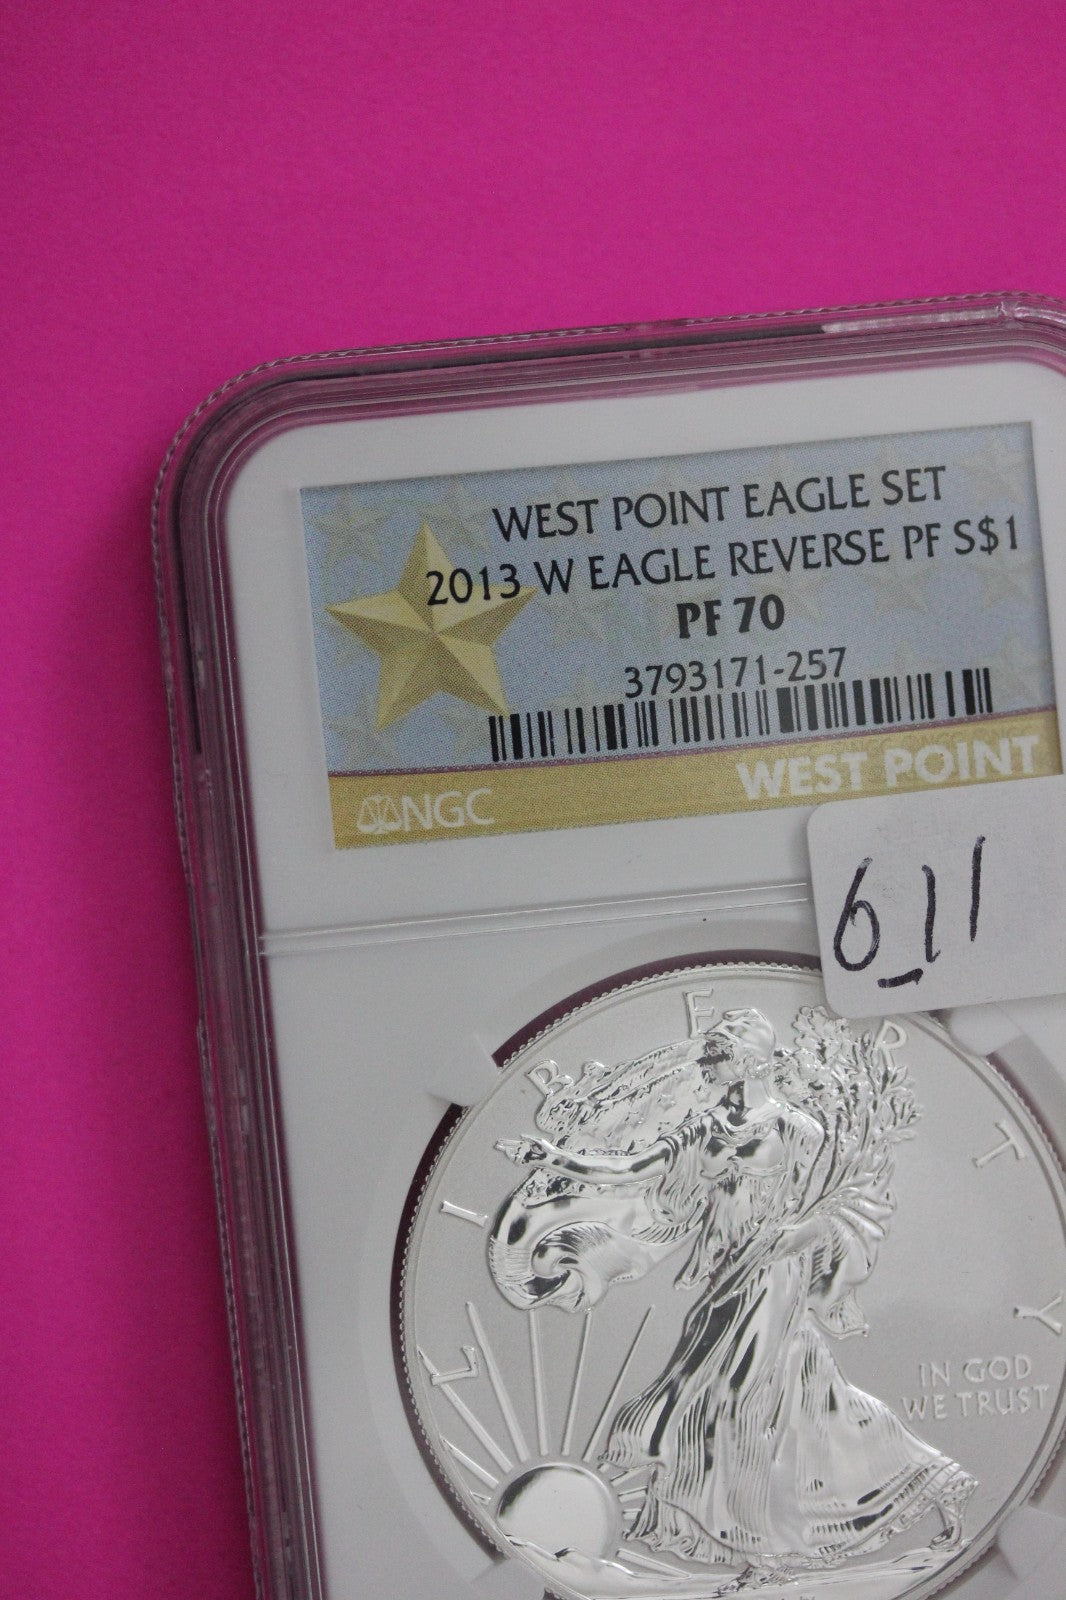 WEST POINT EAGLE SET
2013 W EAGLE REVERSE PF S$1
PF 70
3793171-257
WEST POINT
NGC
6_11
LIBERTY
IN GOD
WE TRUST